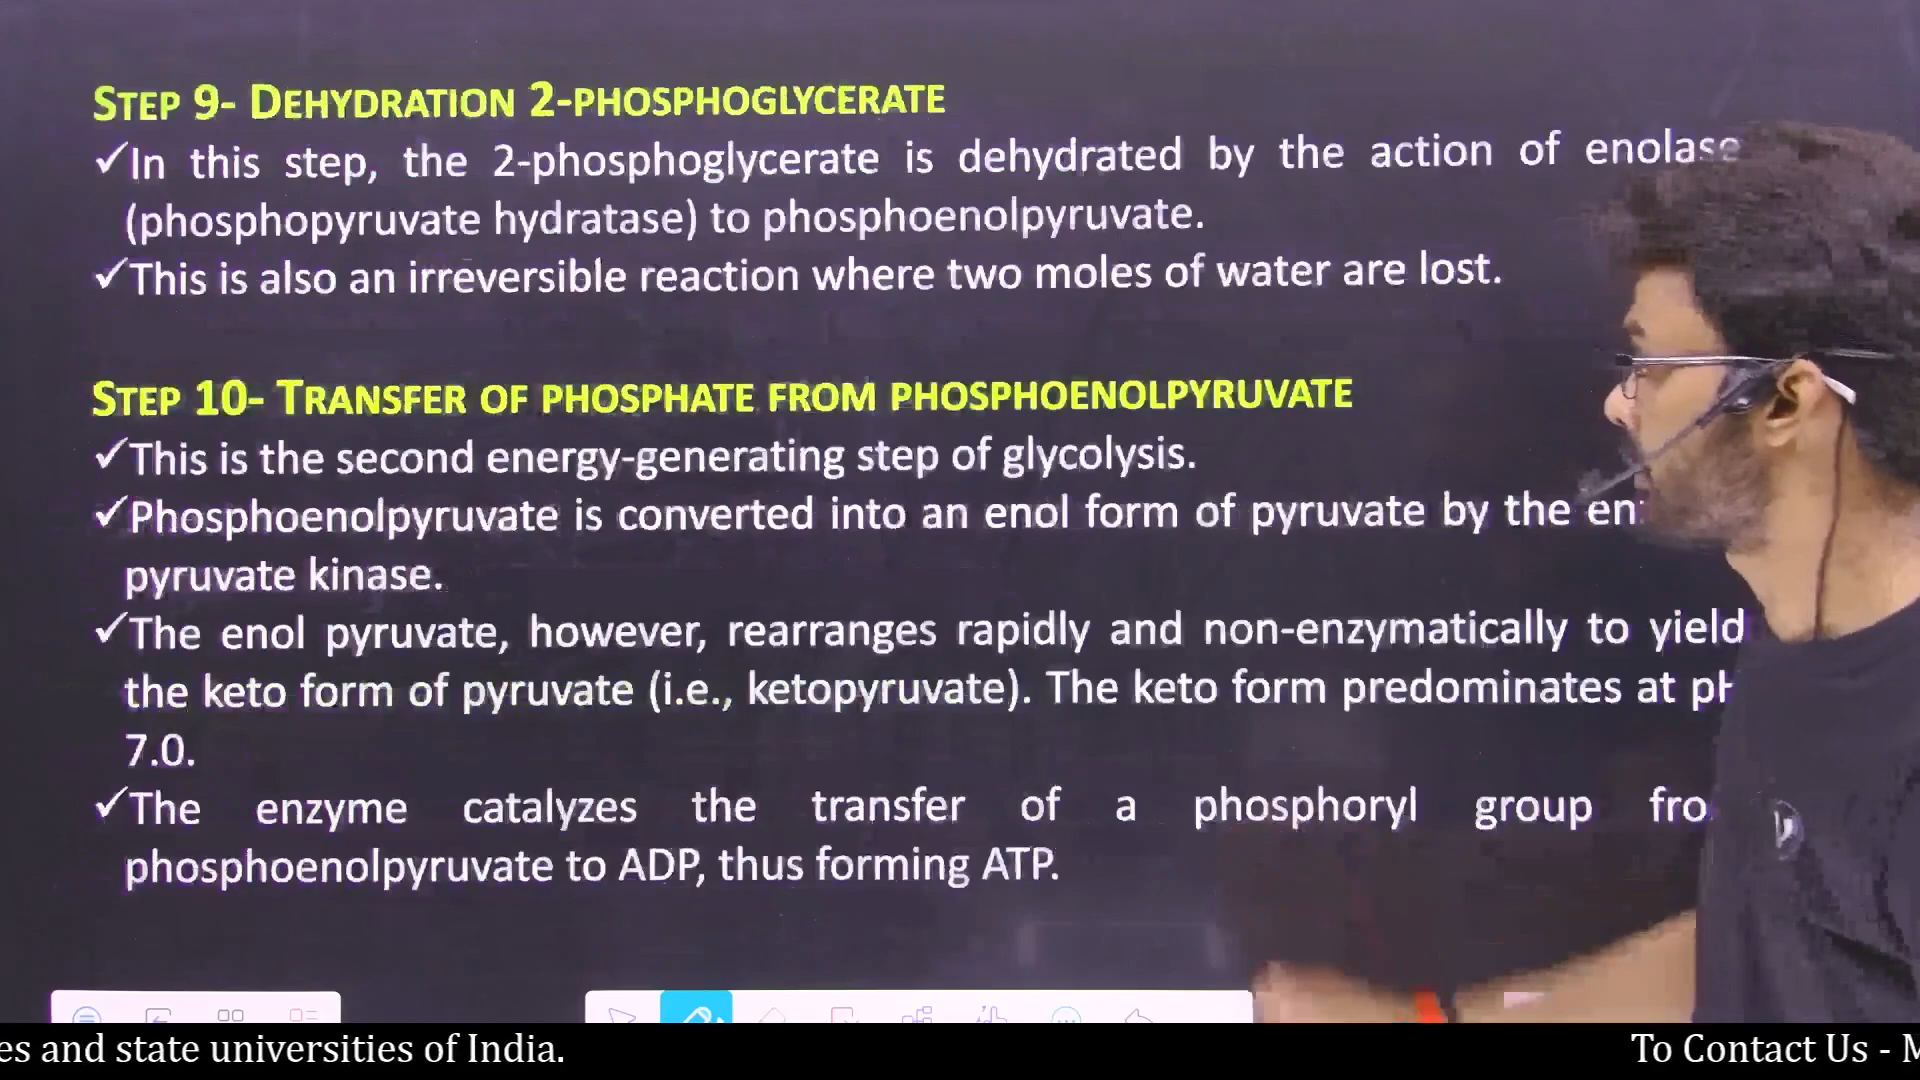 STEP 9- DEHYDRATION 2-PHOSPHOGLYCERATE
✓In this step, the 2-phosphoglycerate is dehydrated by the action of enolase
(phosphopyruvate hydratase) to phosphoenolpyruvate.
✓This is also an irreversible reaction where two moles of water are lost.
STEP 10- TRANSFER OF PHOSPHATE FROM PHOSPHOENOLPYRUVATE
✓This is the second energy-generating step of glycolysis.
✓Phosphoenolpyruvate is converted into an enol form of pyruvate by the
pyruvate kinase.
✓The enol pyruvate, however, rearranges rapidly and non-enzymatically to yield
the keto form of pyruvate (i.e., ketopyruvate). The keto form predominates at pH
7.0.
✓The enzyme catalyzes the transfer of a phosphoryl group
phosphoenolpyruvate to ADP, thus forming ATP.
and state universities of India.
To Contact Us -